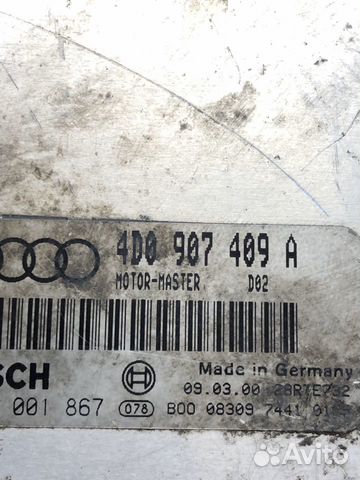 4D0 907 409 A
MOTOR-MASTER D02
SCH
Made in Germany
09.03.00 28RTE732
001 867 078 B00 08309 7441
Avito